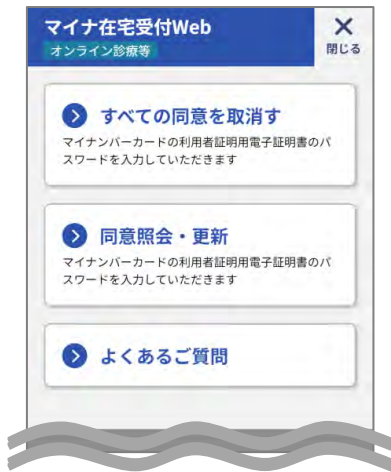 マイナ在宅受付Web
オンライン診療等
閉じる
すべての同意を取消す
マイナンバーカードの利用者証明用電子証明書のパ
スワードを入力していただきます
同意照会・更新
マイナンバーカードの利用者証明用電子証明書のパ
スワードを入力していただきます
よくあるご質問